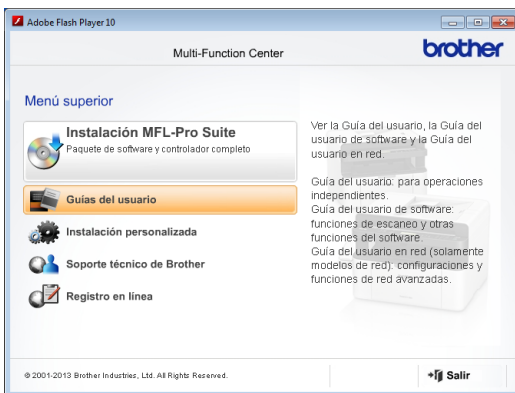 Adobe Flash Player 10
Multi-Function Center
brother
Menú superior
Instalación MFL-Pro Suite
Paquete de software y controlador completo
Guías del usuario
Instalación personalizada
Soporte técnico de Brother
Registro en línea
Ver la Guía del usuario, la Guía del
usuario de software y la Guía del
usuario en red.
Guía del usuario: para operaciones
independientes.
Guía del usuario de software:
funciones de escaneo y otras
funciones del software.
Guía del usuario en red (solamente
modelos de red): configuraciones y
funciones de red avanzadas.
© 2001-2013 Brother Industries, Ltd. All Rights Reserved.
Salir